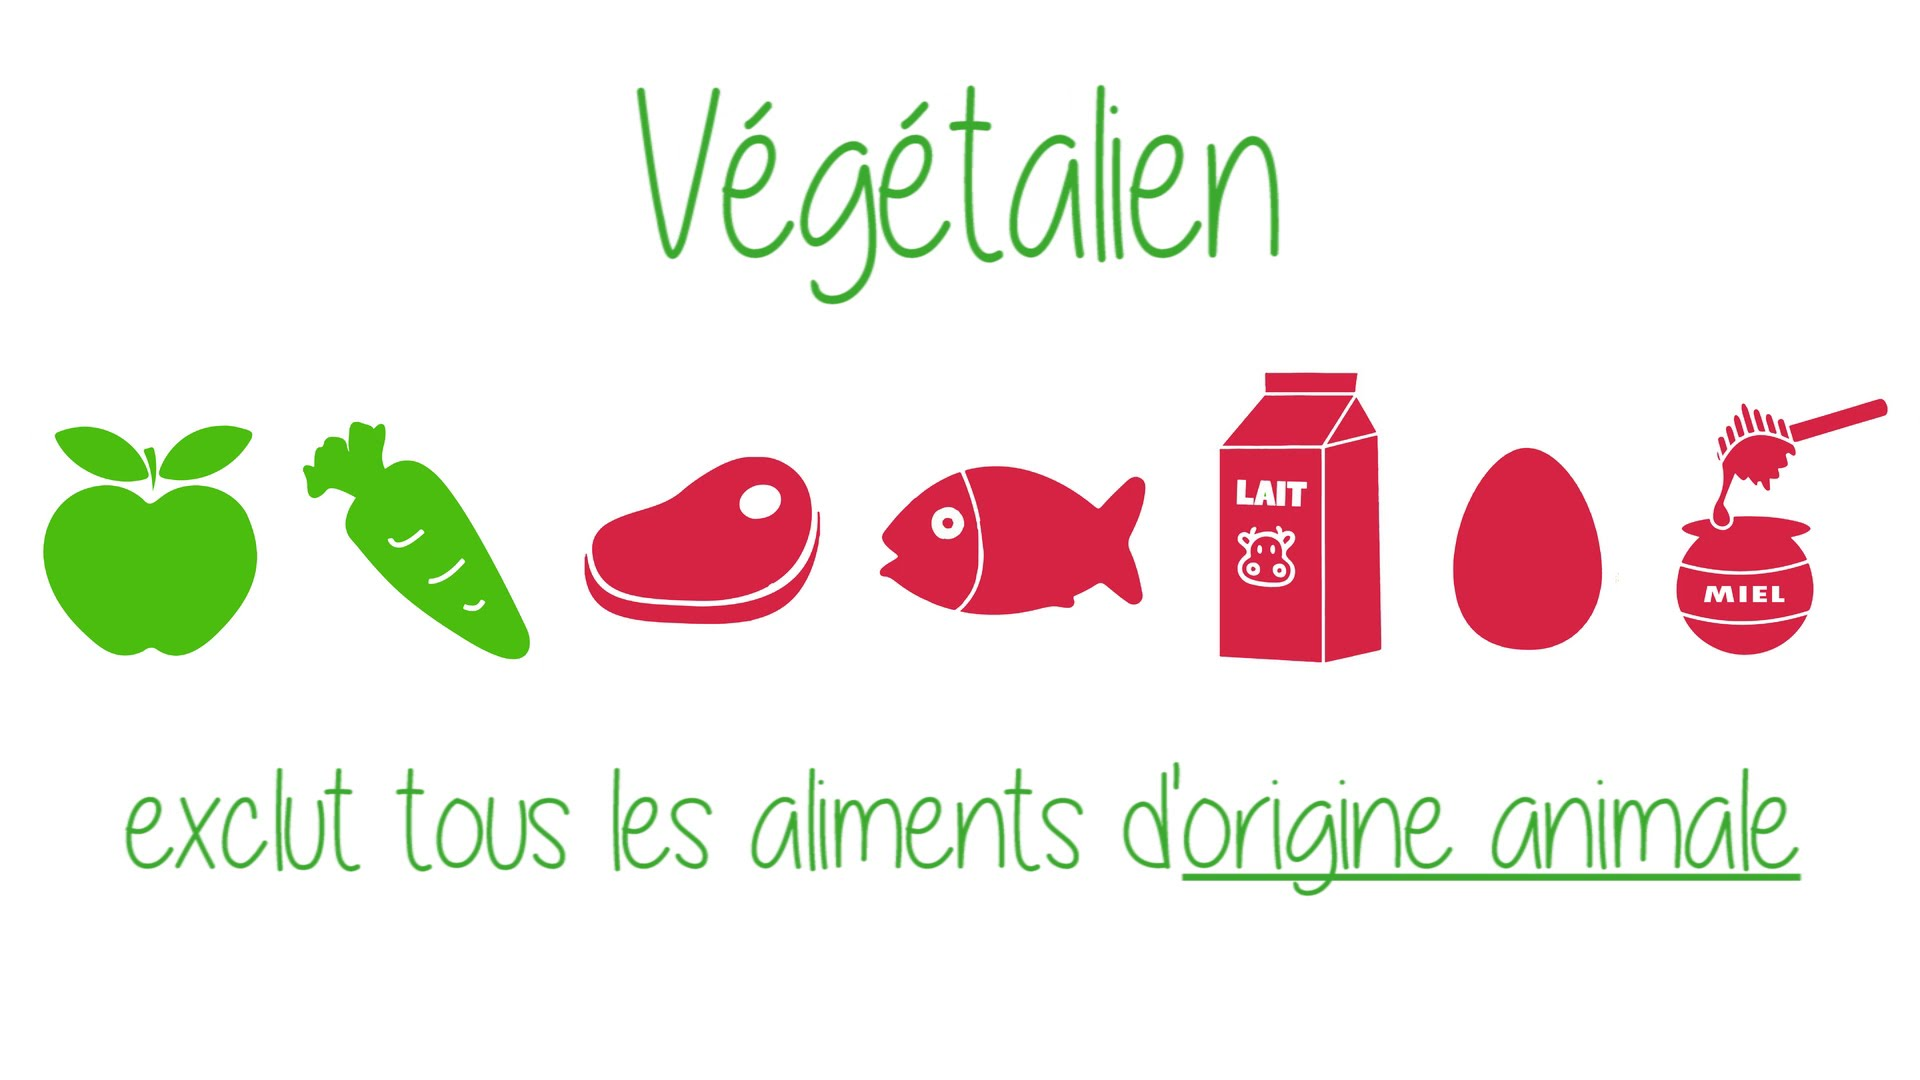 Végétalien
LAIT
MIEL
exclut tous les aliments d'origine animale